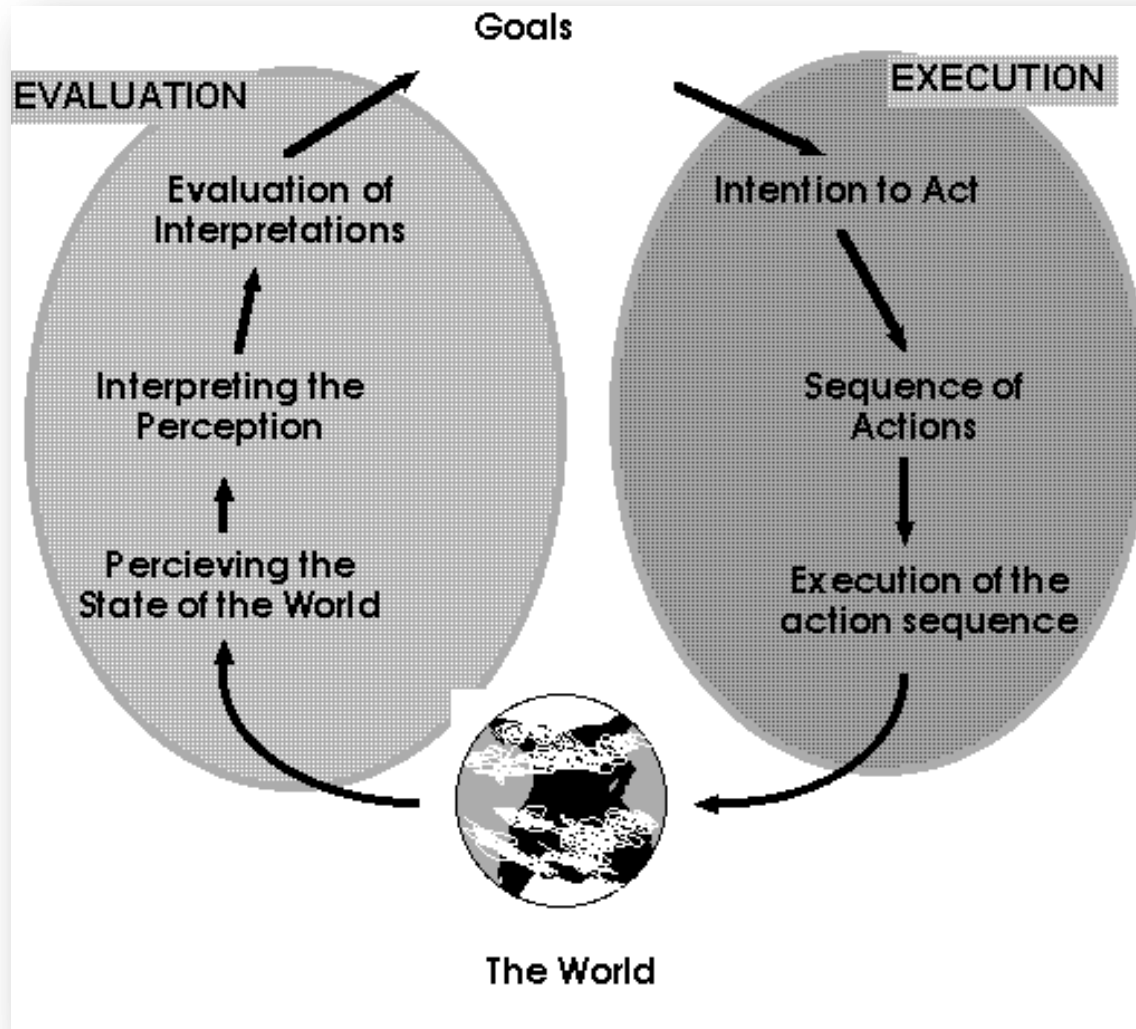 Goals
EVALUATION
EXECUTION
Evaluation of
Interpretations
Intention to Act
Interpreting the
Perception
Sequence of
Actions
Percieving the
State of the World
Execution of the
action sequence
The World